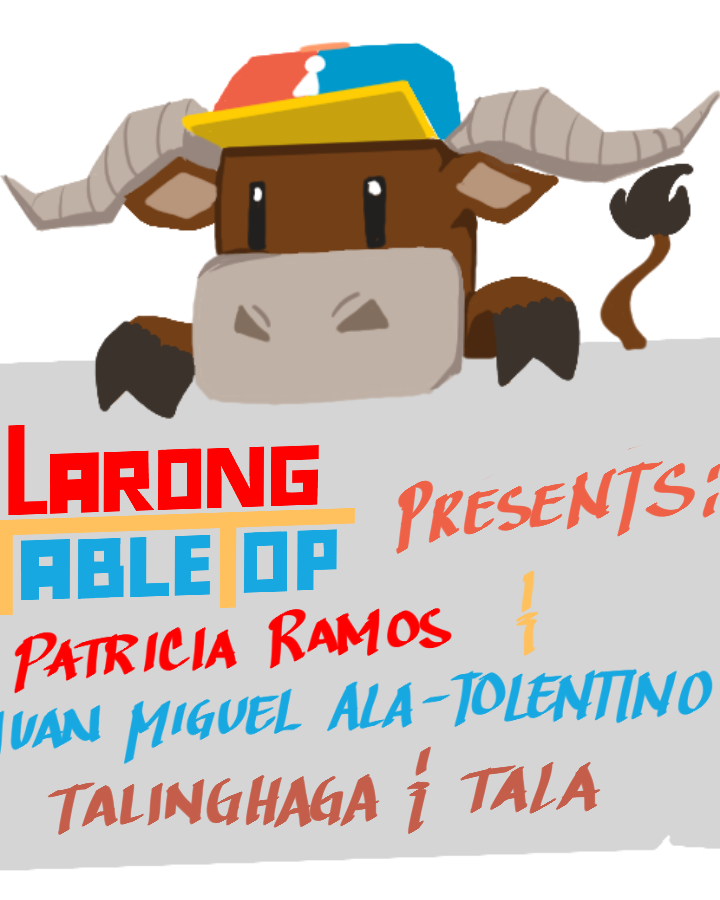 LARONG
TABLETOP
PRESENTS:
PATRICIA RAMOS &
JUAN MIGUEL ALA-TOLENTINO
TALINGHAGA & TALA